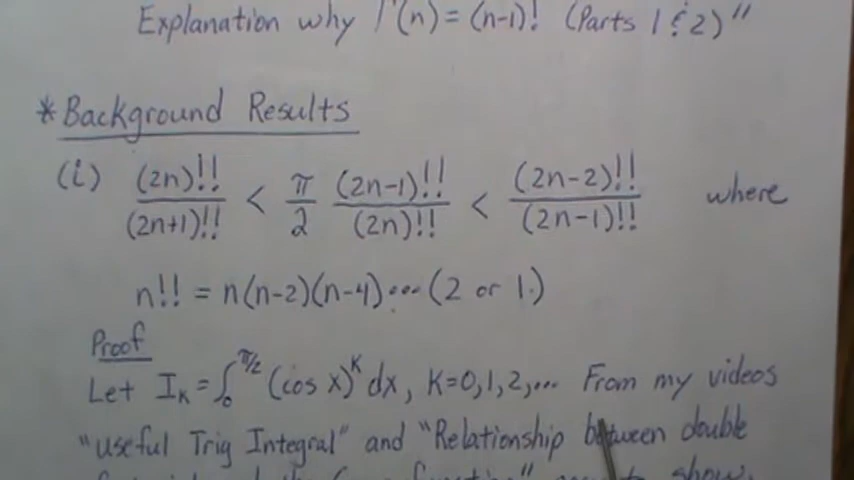 Explanation why Γ(n) = (n-1)! (Parts 1 & 2)"
* Background Results
(i) (2n)!!/(2n+1)!! < π/2 (2n-1)!!/(2n)!! < (2n-2)!!/(2n-1)!! where
n!! = n(n-2)(n-4)...(2 or 1.)
Proof
Let I_K = ∫_0^{π/2} (cos x)^K dx, K=0,1,2,... From my videos
"useful Trig Integral" and "Relationship between double
show